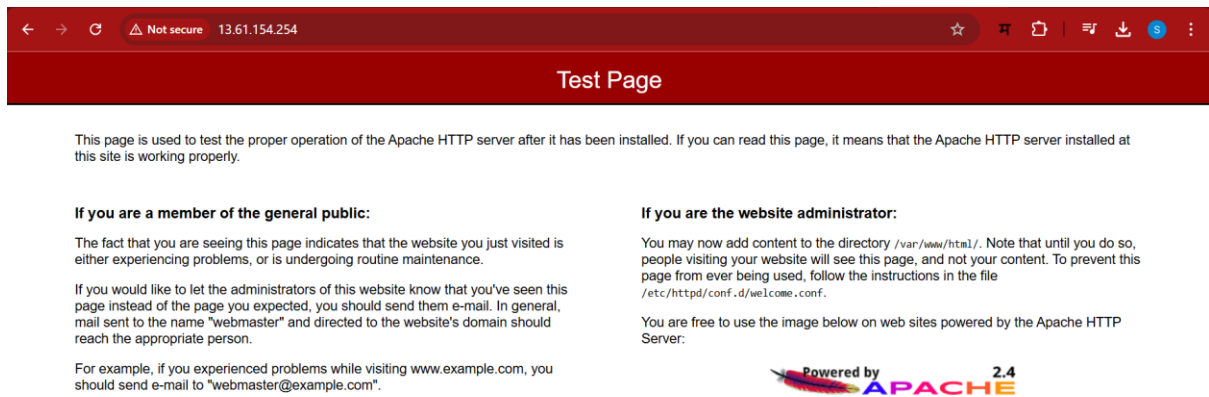 Not secure 13.61.154.254
म
S
Test Page
This page is used to test the proper operation of the Apache HTTP server after it has been installed. If you can read this page, it means that the Apache HTTP server installed at
this site is working properly.
If you are a member of the general public:
The fact that you are seeing this page indicates that the website you just visited is
either experiencing problems, or is undergoing routine maintenance.
If you would like to let the administrators of this website know that you've seen this
page instead of the page you expected, you should send them e-mail. In general,
mail sent to the name "webmaster" and directed to the website's domain should
reach the appropriate person.
For example, if you experienced problems while visiting www.example.com, you
should send e-mail to "webmaster@example.com".
If you are the website administrator:
You may now add content to the directory /var/www/html/. Note that until you do so,
people visiting your website will see this page, and not your content. To prevent this
page from ever being used, follow the instructions in the file
/etc/httpd/conf.d/welcome.conf.
You are free to use the image below on web sites powered by the Apache HTTP
Server:
Powered by 2.4
APACHE